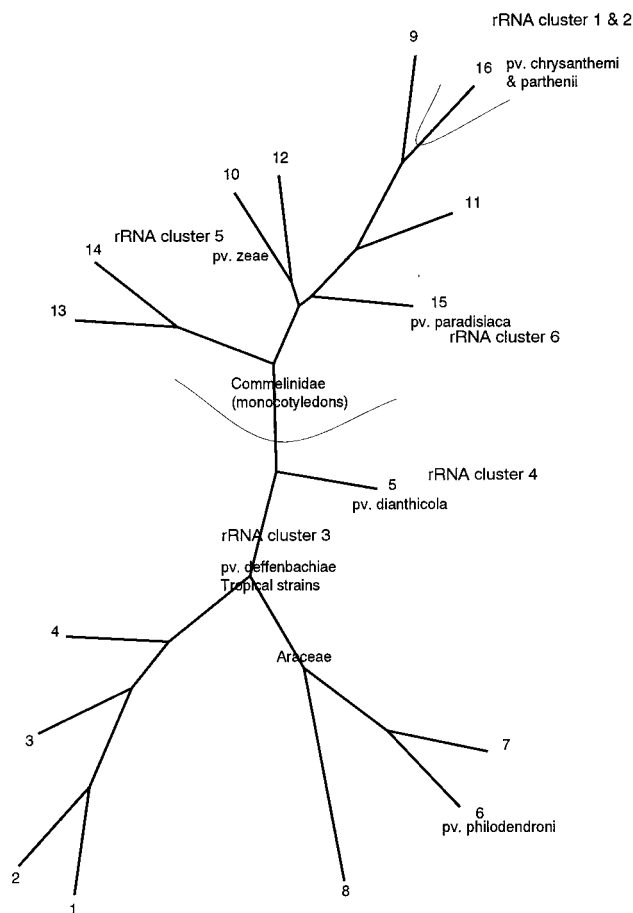 rRNA cluster 1 & 2
9
16
pv. chrysanthemi
& parthenii
12
10
11
rRNA cluster 5
14
pv. zeae
15
13
pv. paradisiaca
rRNA cluster 6
Commelinidae
(monocotyledons)
rRNA cluster 4
5
pv. dianthicola
rRNA cluster 3
pv. deffenbachiae
Tropical strains
4
Araceae
3
7
6
pv. philodendroni
2
8
1